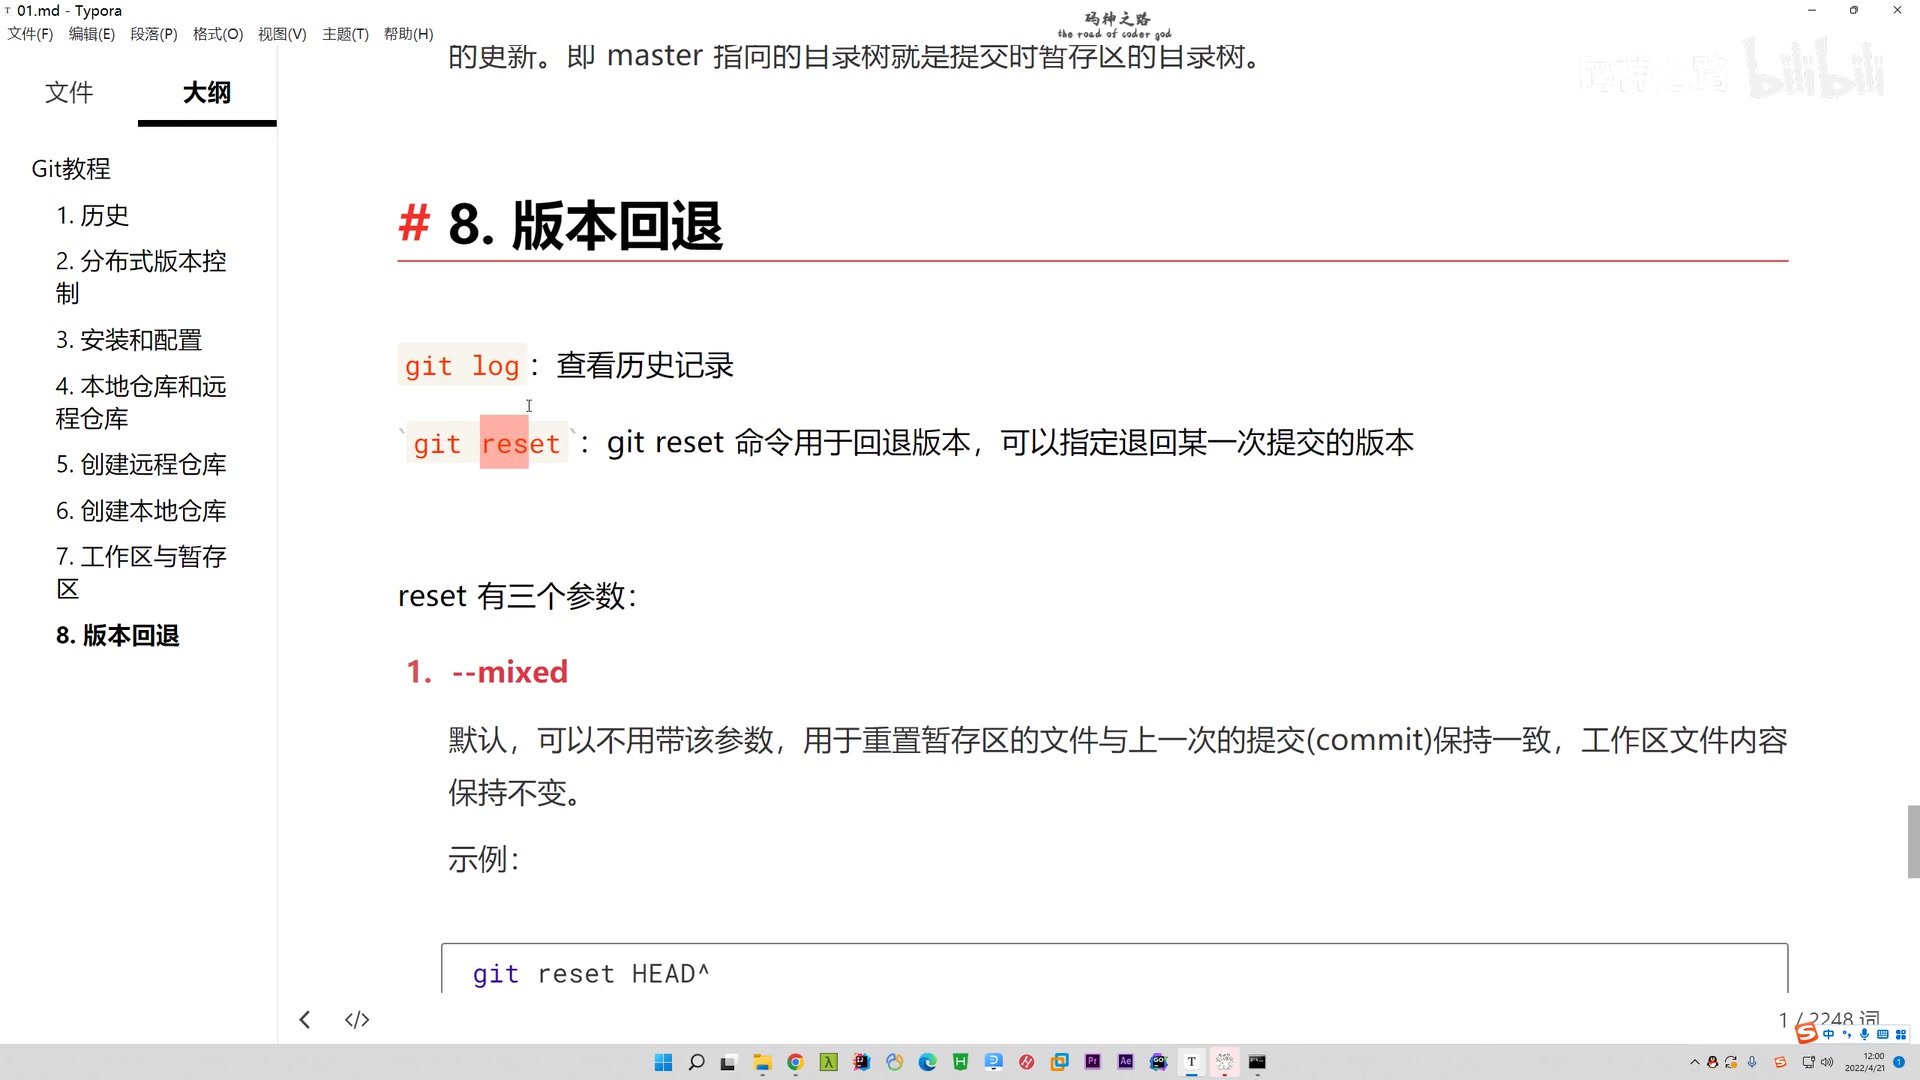 01.md - Typora
文件(F) 编辑(E) 段落(P) 格式(O) 视图(V) 主题(T) 帮助(H)
码神之路
the road of coder god
码神之路 bilibili
文件 大纲
Git教程
1. 历史
2. 分布式版本控
制
3. 安装和配置
4. 本地仓库和远
程仓库
5. 创建远程仓库
6. 创建本地仓库
7. 工作区与暂存
区
8. 版本回退
的更新。即 master 指向的目录树就是提交时暂存区的目录树。
# 8. 版本回退
git log：查看历史记录
`git reset`：git reset 命令用于回退版本，可以指定退回某一次提交的版本
reset 有三个参数：
1. --mixed
默认，可以不用带该参数，用于重置暂存区的文件与上一次的提交(commit)保持一致，工作区文件内容
保持不变。
示例：
git reset HEAD^
</> 1 / 2248 词
中
12:00
2022/4/21